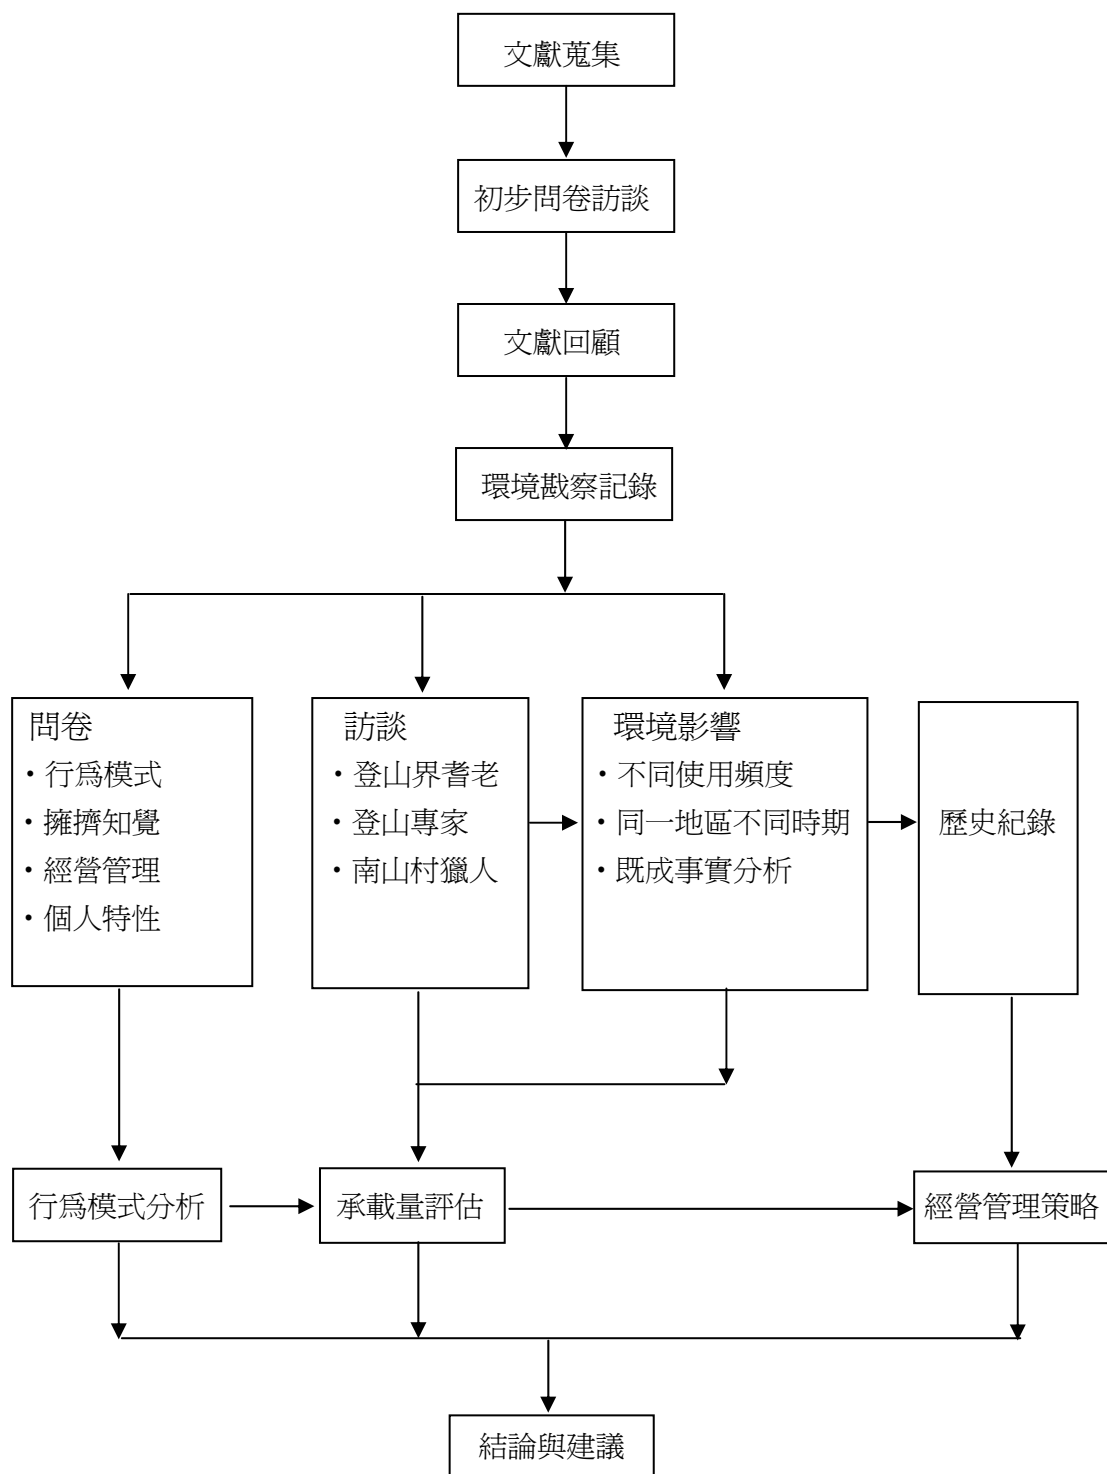 文獻蒐集
初步問卷訪談
文獻回顧
環境戡察記錄
問卷
・行為模式
・擁擠知覺
・經營管理
・個人特性
訪談
・登山界耆老
・登山專家
・南山村獵人
環境影響
・不同使用頻度
・同一地區不同時期
・既成事實分析
歷史紀錄
行為模式分析
承載量評估
經營管理策略
結論與建議